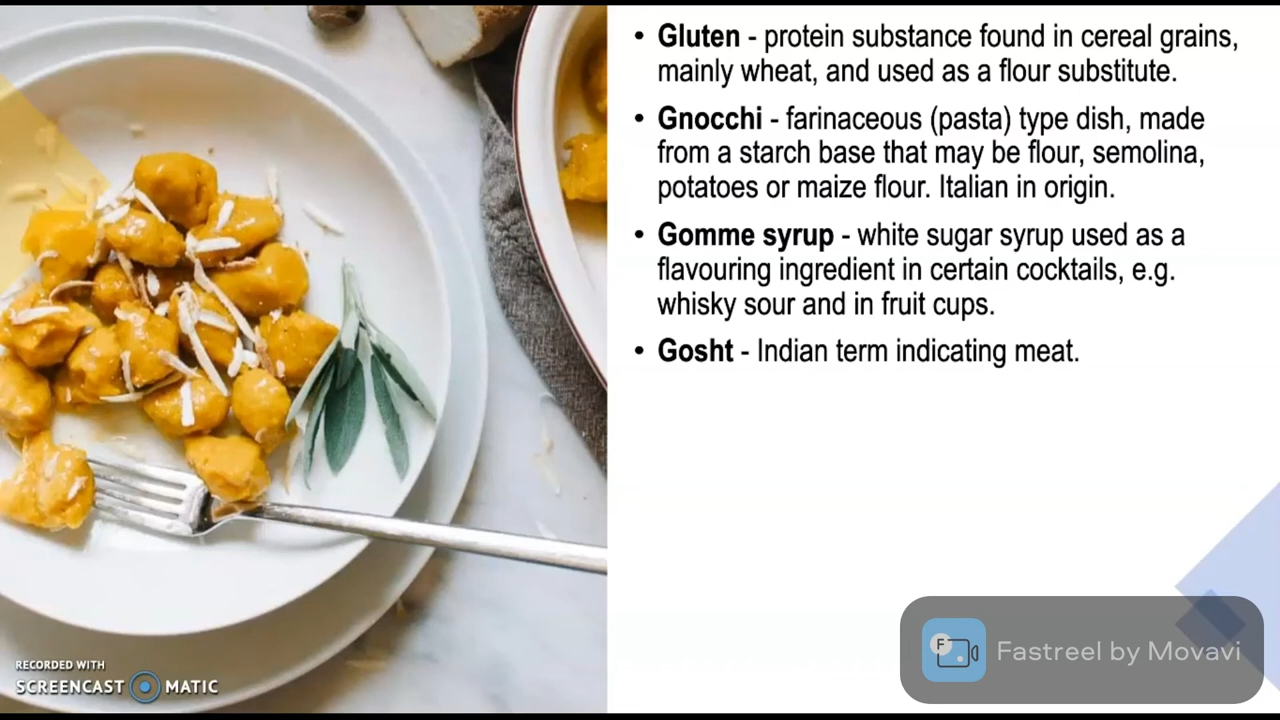 • Gluten - protein substance found in cereal grains,
mainly wheat, and used as a flour substitute.
• Gnocchi - farinaceous (pasta) type dish, made
from a starch base that may be flour, semolina,
potatoes or maize flour. Italian in origin.
• Gomme syrup - white sugar syrup used as a
flavouring ingredient in certain cocktails, e.g.
whisky sour and in fruit cups.
• Gosht - Indian term indicating meat.
RECORDED WITH
SCREENCAST MATIC
F
Fastreel by Movavi